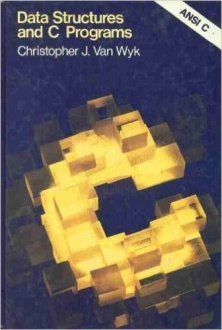 Data Structures
and C Programs
Christopher J. Van Wyk
ANSI C